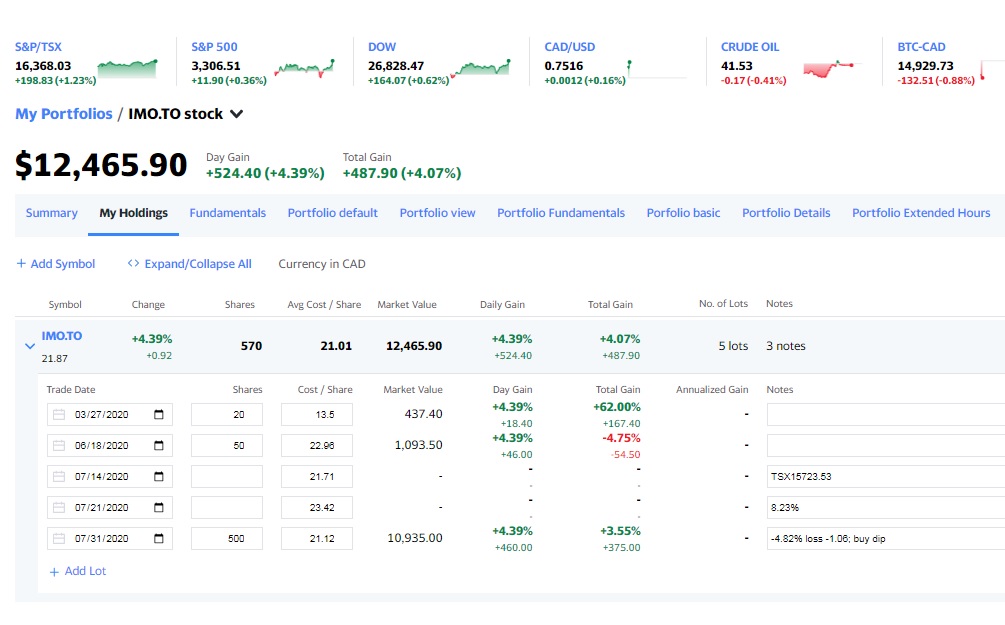 S&P/TSX S&P 500 DOW CAD/USD CRUDE OIL BTC-CAD
16,368.03 3,306.51 26,828.47 0.7516 41.53 14,929.73
+198.83 (+1.23%) +11.90 (+0.36%) +164.07 (+0.62%) +0.0012 (+0.16%) -0.17 (-0.41%) -132.51 (-0.88%)
My Portfolios / IMO.TO stock
$12,465.90
Day Gain Total Gain
+524.40 (+4.39%) +487.90 (+4.07%)
Summary My Holdings Fundamentals Portfolio default Portfolio view Portfolio Fundamentals Porfolio basic Portfolio Details Portfolio Extended Hours
+ Add Symbol <> Expand/Collapse All Currency in CAD
Symbol Change Shares Avg Cost / Share Market Value Daily Gain Total Gain No. of Lots Notes
IMO.TO +4.39% 570 21.01 12,465.90 +4.39% +4.07% 5 lots 3 notes
21.87 +0.92 +524.40 +487.90
Trade Date Shares Cost / Share Market Value Day Gain Total Gain Annualized Gain Notes
03/27/2020 20 13.5 437.40 +4.39% +62.00% -
+18.40 +167.40
06/18/2020 50 22.96 1,093.50 +4.39% -4.75% -
+46.00 -54.50
07/14/2020 21.71 - - - - TSX15723.53
- -
07/21/2020 23.42 - - - - 8.23%
- -
07/31/2020 500 21.12 10,935.00 +4.39% +3.55% - -4.82% loss -1.06; buy dip
+460.00 +375.00
+ Add Lot